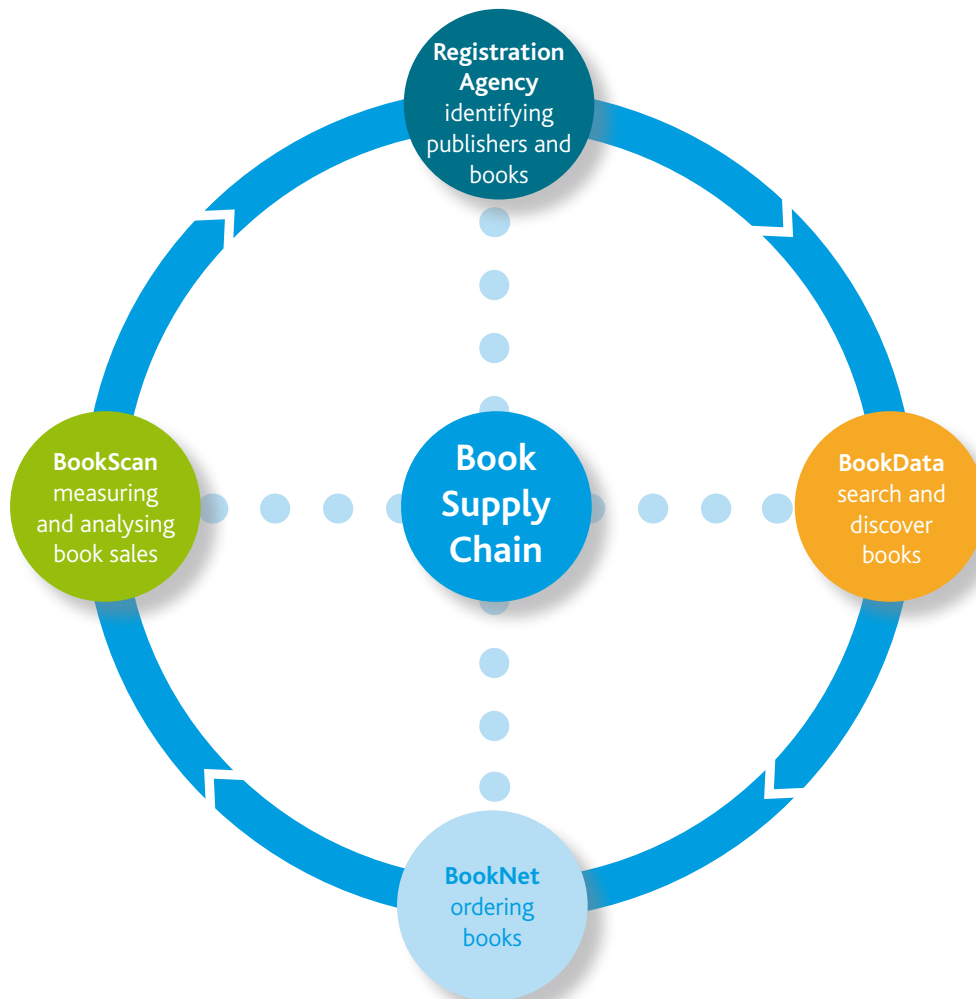 Registration
Agency
identifying
publishers and
books
BookScan
measuring
and analysing
book sales
Book
Supply
Chain
BookData
search and
discover
books
BookNet
ordering
books